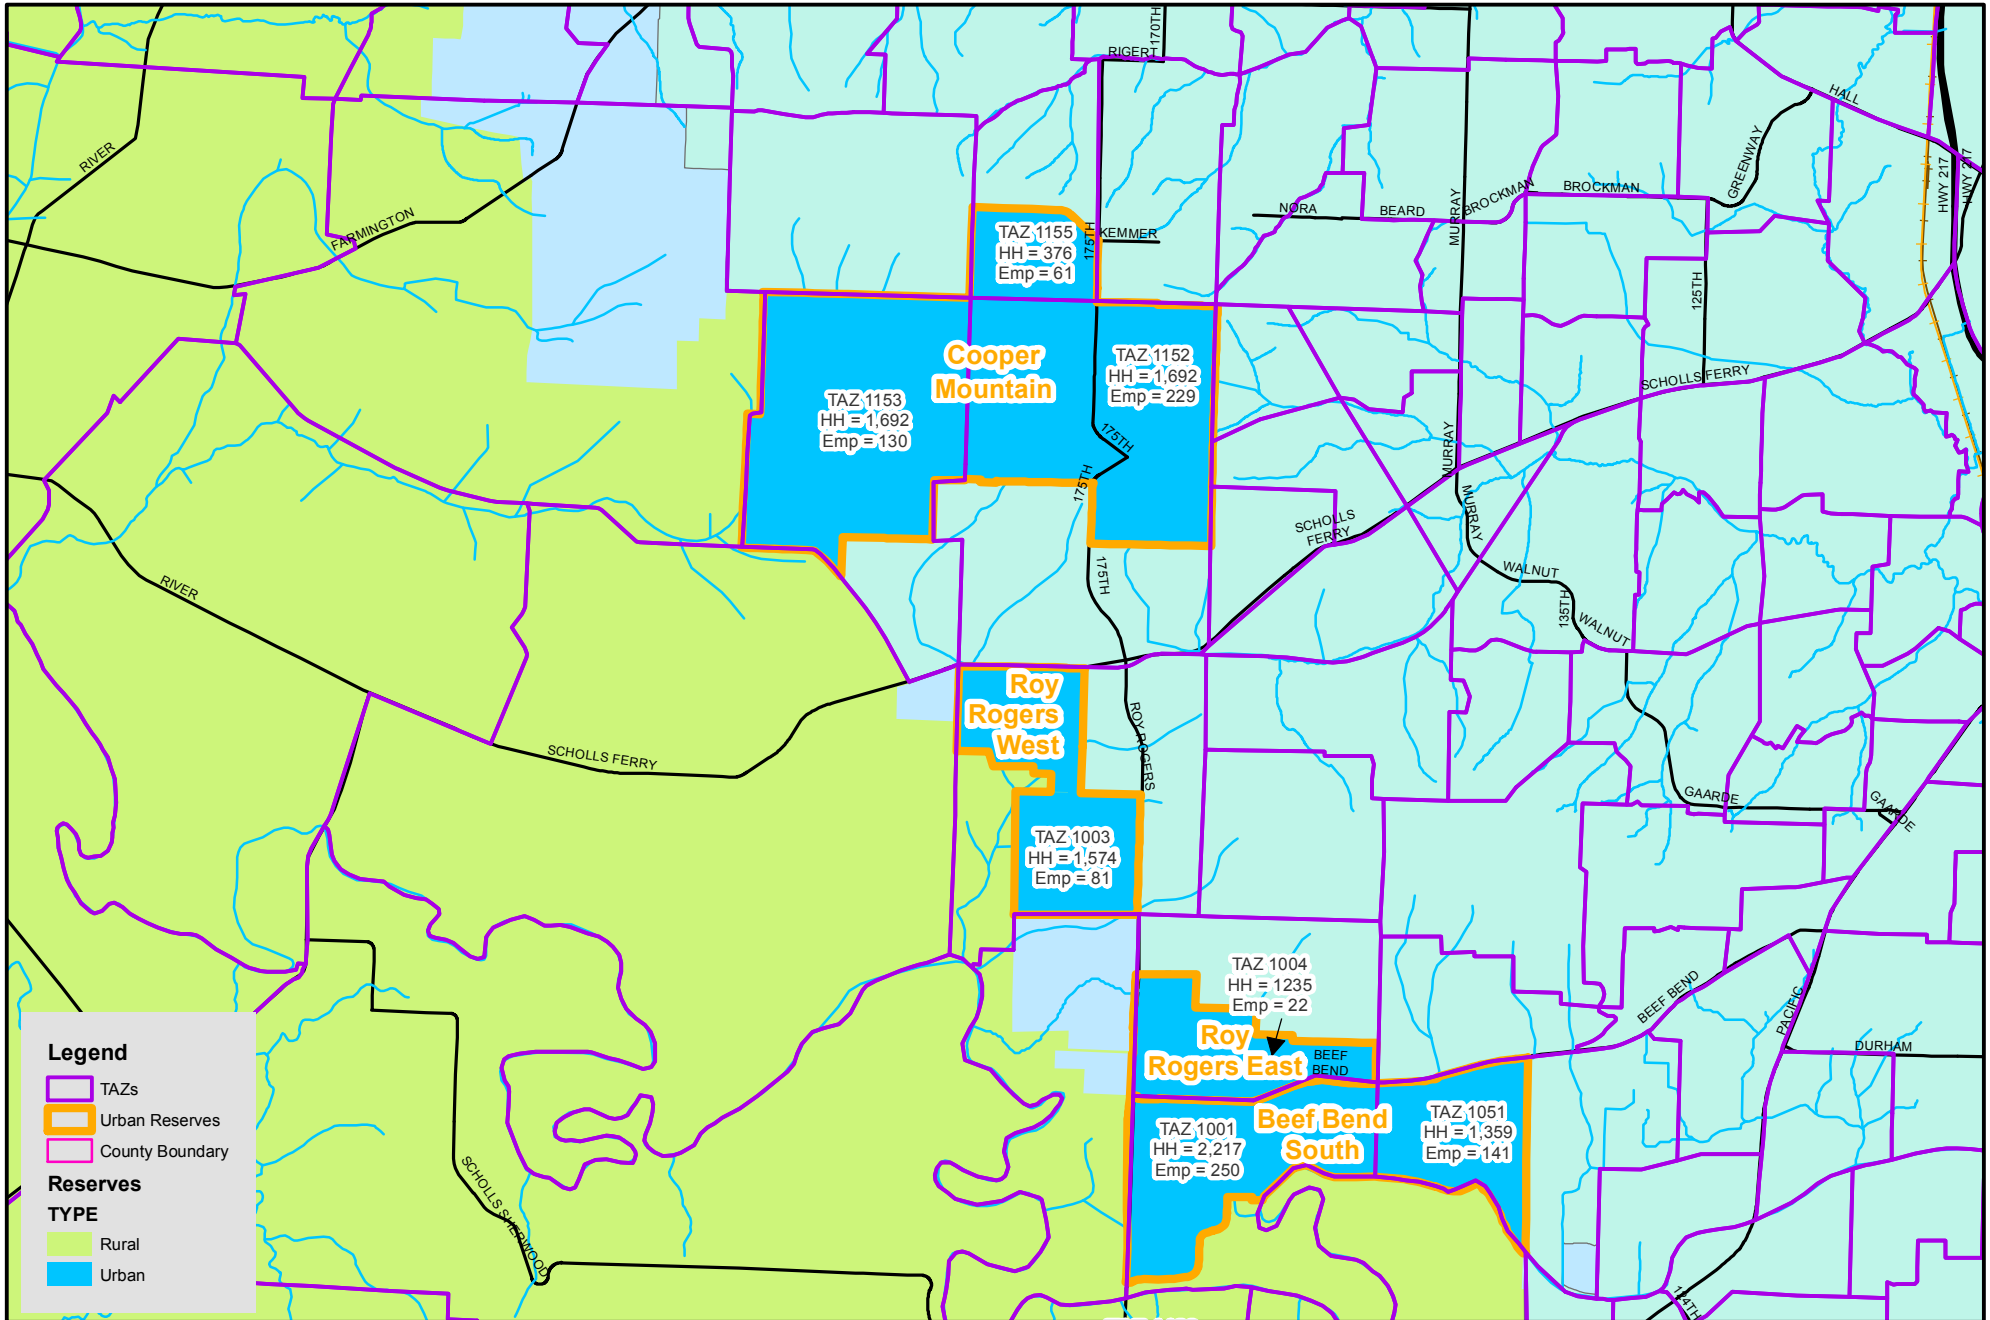 170TH
RIGERT
HALL
RIVER
GREENWAY
HWY 217
HWY 217
FARMINGTON
MURRAY
BROCKMAN
BROCKMAN
NORA
BEARD
175TH
KEMMER
TAZ 1155
HH = 376
Emp = 61
125TH
Cooper
Mountain
TAZ 1152
HH = 1,692
Emp = 229
TAZ 1153
HH = 1,692
Emp = 130
SCHOLLS FERRY
175TH
175TH
MURRAY
MURRAY
SCHOLLS
FERRY
WALNUT
135TH
WALNUT
175TH
RIVER
Roy
Rogers
West
ROY ROGERS
SCHOLLS FERRY
GAARDE
GAARDE
TAZ 1003
HH = 1,574
Emp = 81
TAZ 1004
HH = 1235
Emp = 22
Roy
Rogers East
BEEF
BEND
BEEF BEND
PACIFIC
DURHAM
TAZ 1001
HH = 2,217
Emp = 250
Beef Bend
South
TAZ 1051
HH = 1,359
Emp = 141
SCHOLLS SHERWOOD
124TH
Legend
TAZs
Urban Reserves
County Boundary
Reserves
TYPE
Rural
Urban